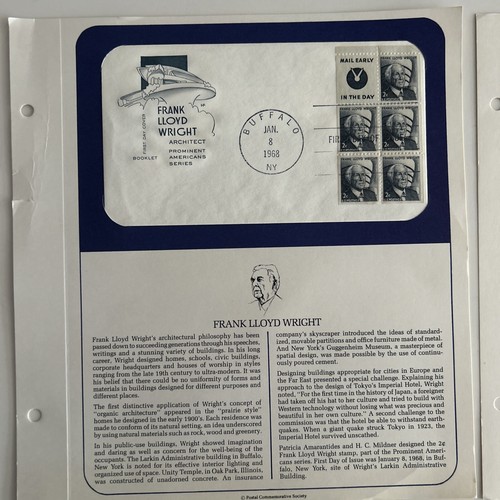 FRANK
LLOYD
WRIGHT
ARCHITECT
PROMINENT
AMERICANS
SERIES
FIRST DAY COVER
BOOKLET
BUFFALO
JAN.
8
1968
NY
MAIL EARLY
IN THE DAY
FRANK LLOYD WRIGHT
2c
FRANK LLOYD WRIGHT
Frank Lloyd Wright's architectural philosophy has been
passed down to succeeding generations through his speeches,
writings and a stunning variety of buildings. In his long
career, Wright designed homes, schools, civic buildings,
corporate headquarters and houses of worship in styles
ranging from the late 19th century to ultra-modern. It was
his belief that there could be no uniformity of forms and
materials in buildings designed for different purposes and
different places.
The first distinctive application of Wright's concept of
"organic architecture" appeared in the "prairie style"
homes he designed in the early 1900's. Each residence was
made to conform of its natural setting, an idea underscored
by using natural materials such as rock, wood and greenery.
In his public-use buildings, Wright showed imagination
and daring as well as concern for the well-being of the
occupants. The Larkin Administration building in Buffalo,
New York is noted for its effective interior lighting and
organized use of space. Unity Temple, in Oak Park, Illinois,
was constructed of unadorned concrete. An insurance
company's skyscraper introduced the ideas of standard-
ized, movable partitions and office furniture made of metal.
And New York's Guggenheim Museum, a masterpiece of
spatial design, was made possible by the use of continu-
ously poured cement.
Designing buildings appropriate for cities in Europe and
the Far East presented a special challenge. Explaining his
approach to the design of Tokyo's Imperial Hotel, Wright
noted, "For the first time in the history of Japan, a foreigner
had taken off his hat to her culture and tried to build with
Western technology without losing what was precious and
beautiful in her own culture." A second challenge to the
commission was that the hotel be able to withstand earth-
quakes. When a giant quake struck Tokyo in 1923, the
Imperial Hotel survived unscathed.
Patricia Amarantides and H. C. Mildner designed the 2¢
Frank Lloyd Wright stamp, part of the Prominent Ameri-
cans series. First Day of Issue was January 8, 1968, in Buf-
falo, New York, site of Wright's Larkin Administrative
Building.
© Postal Commemorative Society